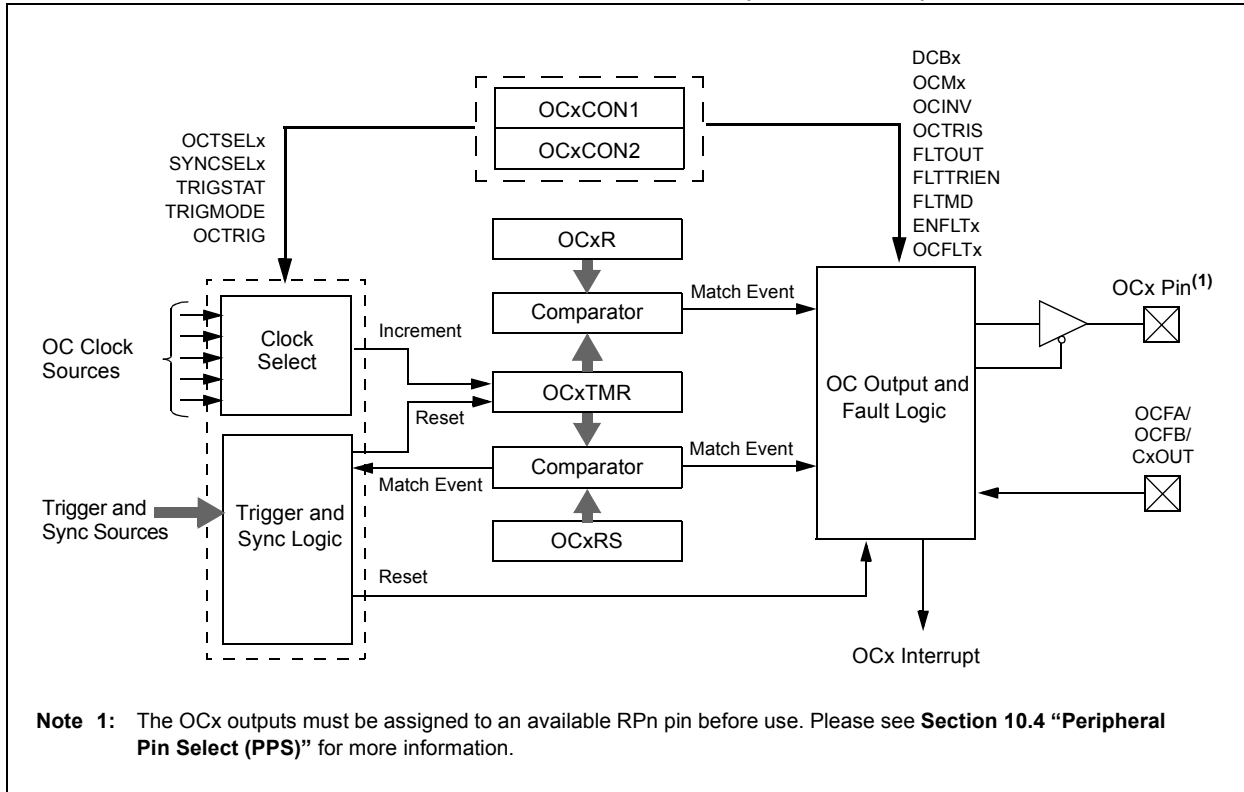 OCxCON1
OCxCON2
OCTSELx
SYNCSELx
TRIGSTAT
TRIGMODE
OCTRIG
DCBx
OCMx
OCINV
OCTRIS
FLTOUT
FLTTRIEN
FLTMD
ENFLTx
OCFLTx
OCxR
Comparator
Match Event
OC Clock
Sources
Clock
Select
Increment
OCxTMR
Reset
OC Output and
Fault Logic
OCx Pin(1)
OCFA/
OCFB/
CxOUT
Comparator
Match Event
Match Event
Trigger and
Sync Sources
Trigger and
Sync Logic
OCxRS
Reset
OCx Interrupt
Note 1: The OCx outputs must be assigned to an available RPn pin before use. Please see Section 10.4 “Peripheral
Pin Select (PPS)” for more information.